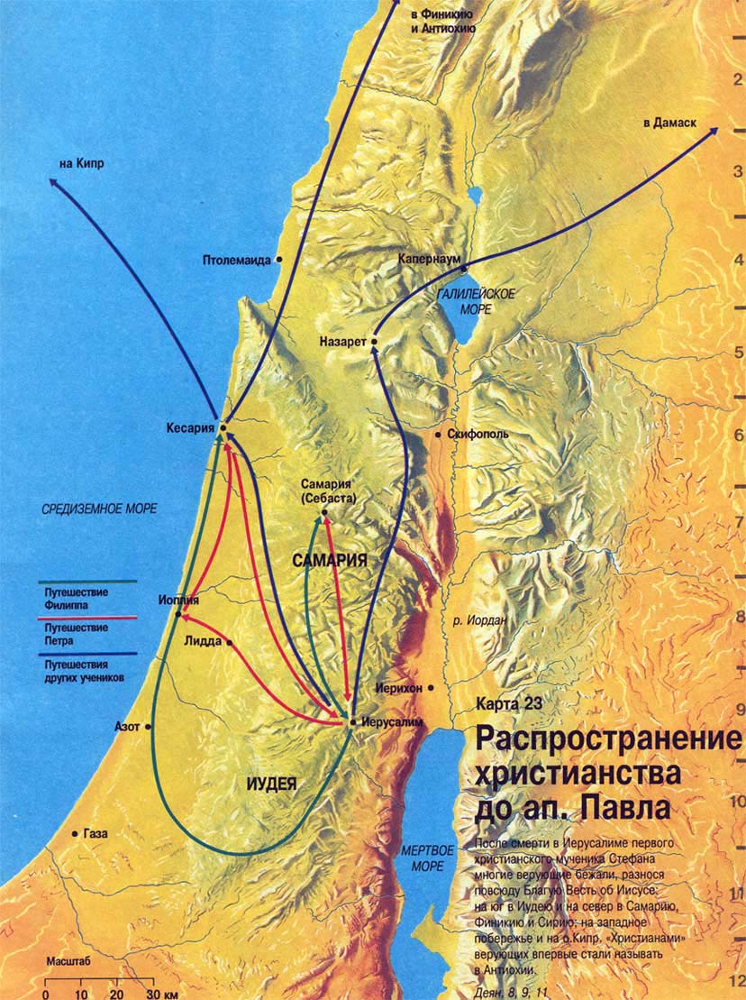 в Финикию
и Антиохию
2
в Дамаск
на Кипр
3
Птолемаида
Капернаум
4
ГАЛИЛЕЙСКОЕ
МОРЕ
Назарет
5
Кесария
Скифополь
6
Самария
(Себаста)
СРЕДИЗЕМНОЕ МОРЕ
7
САМАРИЯ
Путешествие
Филиппа
Иоппия
Путешествие
Петра
р. Иордан
8
Лидда
Путешествия
других учеников
Иерихон
Карта 23
9
Азот
Иерусалим
Распространение
христианства
до ап. Павла
ИУДЕЯ
10
Газа
МЕРТВОЕ
МОРЕ
После смерти в Иерусалиме первого
христианского мученика Стефана
многие верующие бежали, разнося
повсюду Благую Весть об Иисусе:
на юг в Иудею и на север в Самарию,
Финикию и Сирию; на западное
побережье и на о.Кипр. «Христианами»
верующих впервые стали называть
в Антиохии.
11
Деян. 8, 9, 11
12
Масштаб
0 10 20 30 км